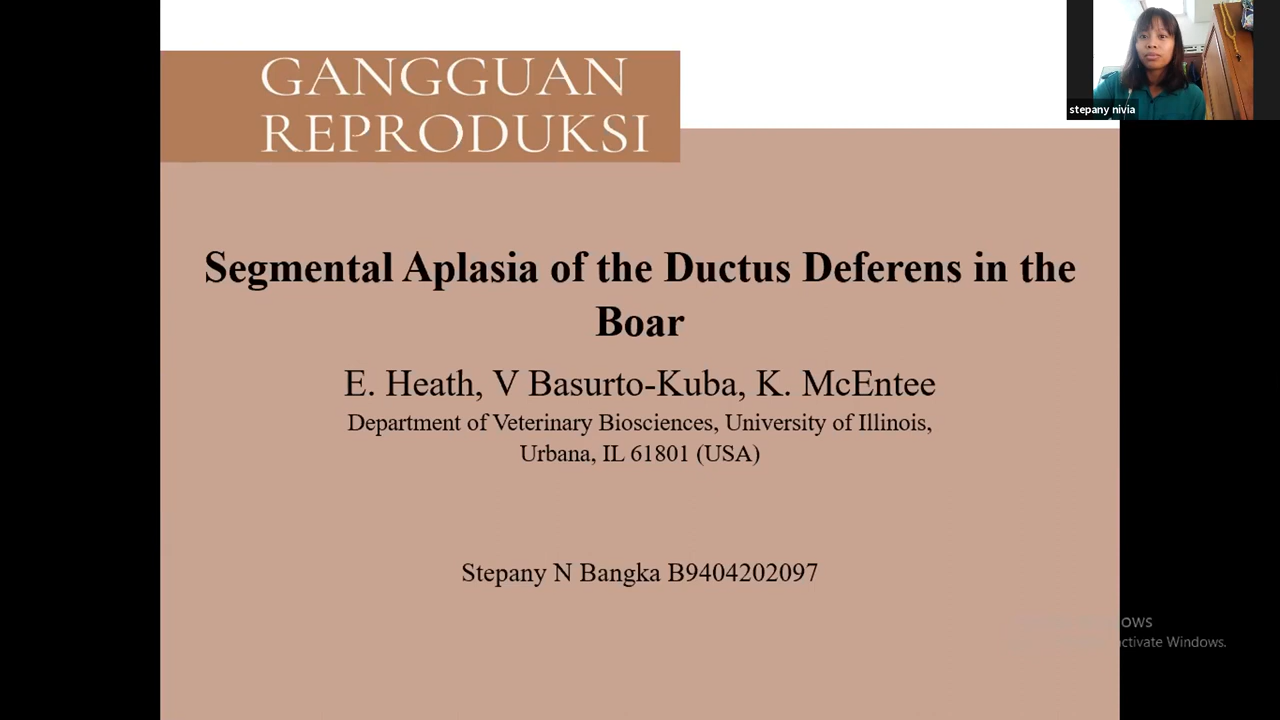 GANGGUAN
REPRODUKSI
stepany nivia
Segmental Aplasia of the Ductus Deferens in the
Boar
E. Heath, V Basurto-Kuba, K. McEntee
Department of Veterinary Biosciences, University of Illinois,
Urbana, IL 61801 (USA)
Stepany N Bangka B9404202097
Windows.